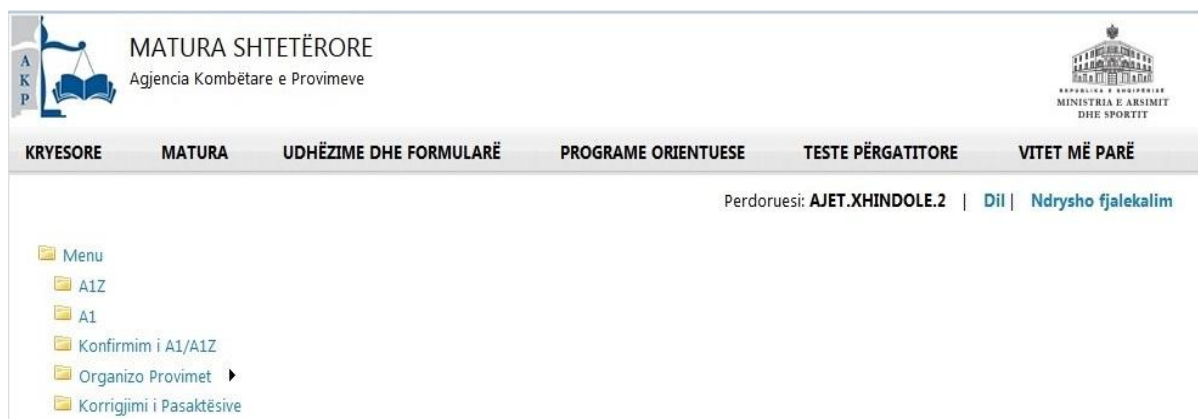 A
K
P
MATURA SHTETËRORE
Agjencia Kombëtare e Provimeve
REPUBLIKA E SHQIPËRISË
MINISTRIA E ARSIMIT
DHE SPORTIT
KRYESORE MATURA UDHËZIME DHE FORMULARË PROGRAME ORIENTUESE TESTE PËRGATITORE VITET MË PARË
Perdoruesi: AJET.XHINDOLE.2 | Dil | Ndrysho fjalekalim
Menu
A1Z
A1
Konfirmim i A1/A1Z
Organizo Provimet
Korrigjimi i Pasaktësive